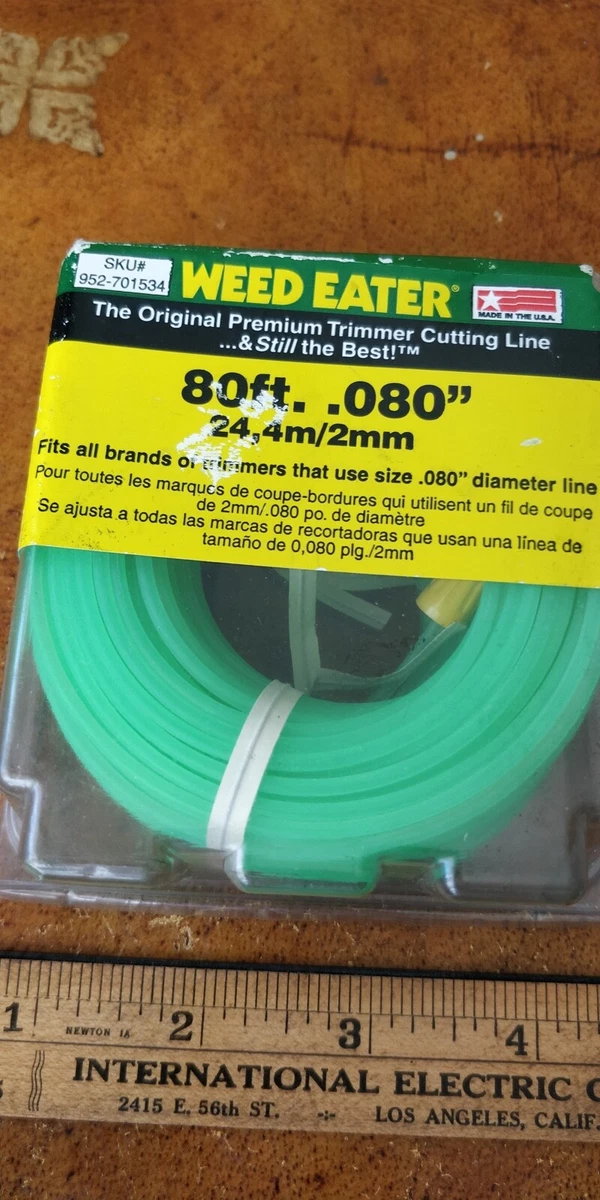 SKU#
952-701534
WEED EATER®
MADE IN THE U.S.A.
The Original Premium Trimmer Cutting Line
...&Still the Best!™
80ft. .080”
24,4m/2mm
Fits all brands of trimmers that use size .080” diameter line
Pour toutes les marques de coupe-bordures qui utilisent un fil de coupe
de 2mm/.080 po. de diamètre
Se ajusta a todas las marcas de recortadoras que usan una línea de
tamaño de 0,080 plg./2mm
1 2 3 4
NEWTON IA
INTERNATIONAL ELECTRIC
2415 E. 56th ST. -:- LOS ANGELES, CALIF.